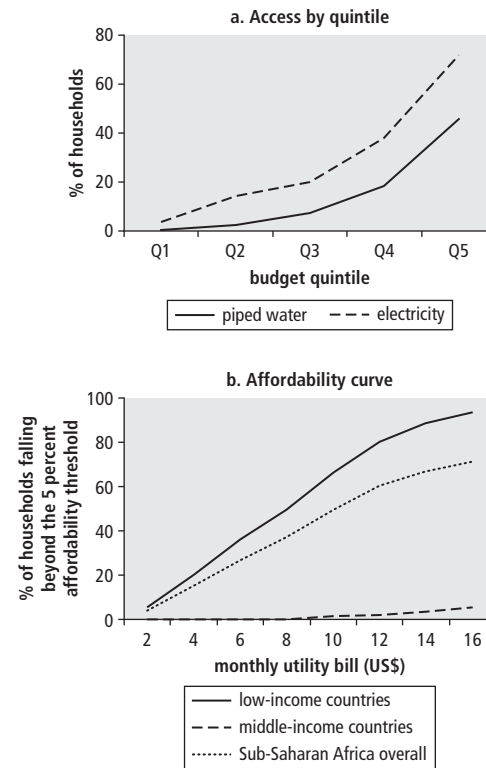 a. Access by quintile
80
60
40
20
0
% of households
Q1 Q2 Q3 Q4 Q5
budget quintile
piped water electricity
b. Affordability curve
100
80
60
40
20
0
% of households falling
beyond the 5 percent
affordability threshold
2 4 6 8 10 12 14 16
monthly utility bill (US$)
low-income countries
middle-income countries
Sub-Saharan Africa overall